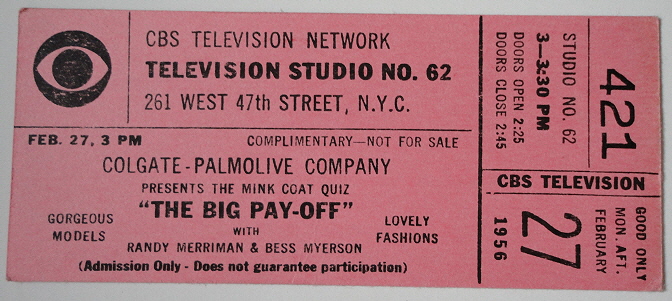 CBS TELEVISION NETWORK
TELEVISION STUDIO NO. 62
261 WEST 47th STREET, N.Y.C.
FEB. 27, 3 PM
COMPLIMENTARY—NOT FOR SALE
COLGATE-PALMOLIVE COMPANY
PRESENTS THE MINK COAT QUIZ
"THE BIG PAY-OFF"
GORGEOUS
MODELS
WITH
LOVELY
FASHIONS
RANDY MERRIMAN & BESS MYERSON
(Admission Only - Does not guarantee participation)
421
STUDIO NO. 62
3—3:30 PM
DOORS OPEN 2:25
DOORS CLOSE 2:45
CBS TELEVISION
GOOD ONLY
MON. AFT.
FEBRUARY
27
1956